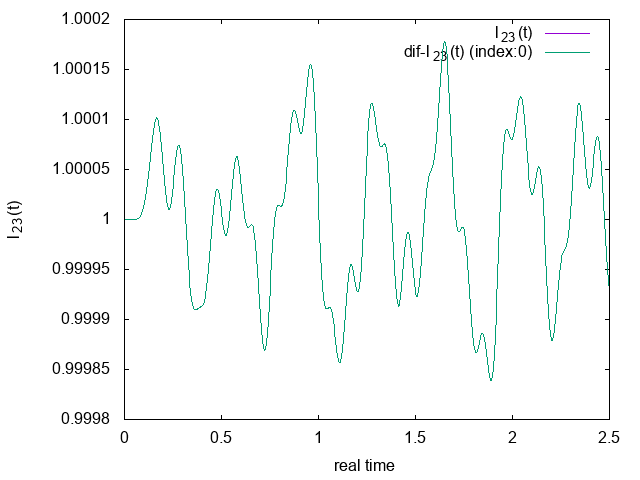 1.0002
1.00015
1.0001
1.00005
1
0.99995
0.9999
0.99985
0.9998
0 0.5 1 1.5 2 2.5
real time
I23(t)
I23(t)
dif-I23(t) (index:0)